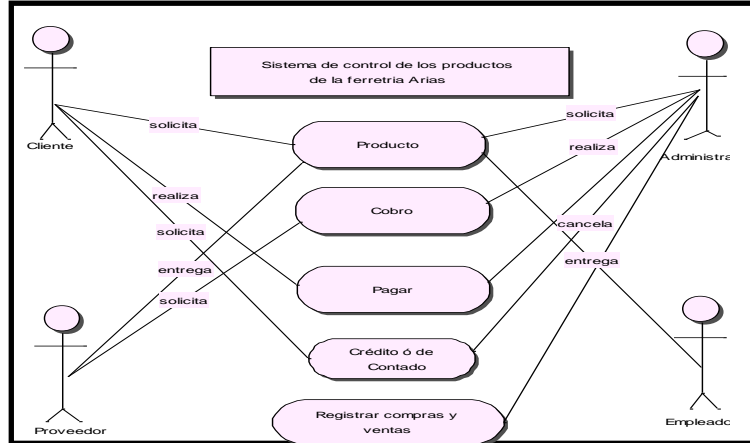 Sistema de control de los productos
de la ferretria Arias
solicita
solicita
Cliente
Producto
realiza
Administra
realiza
Cobro
solicita
cancela
entrega
entrega
solicita
Pagar
Crédito ó de
Contado
Registrar compras y
ventas
Proveedor
Empleado